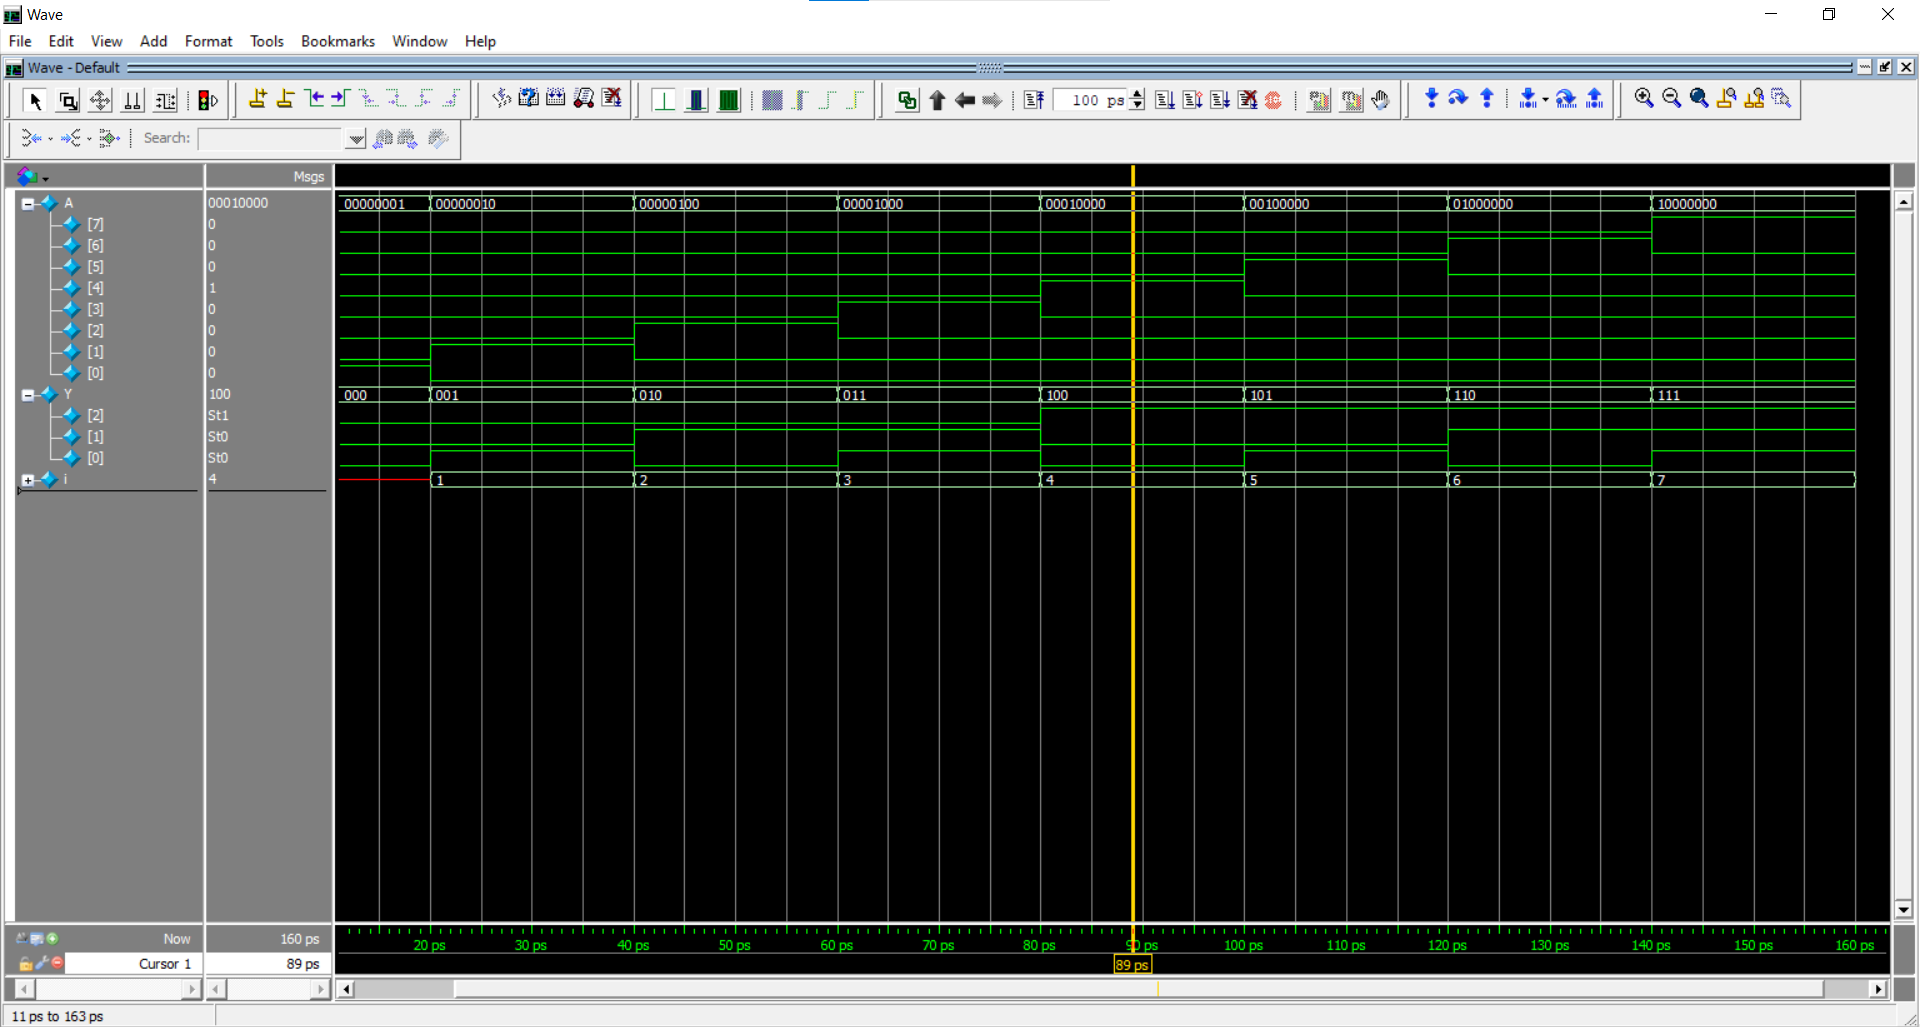 Wave
File Edit View Add Format Tools Bookmarks Window Help
Wave - Default
100 ps
Search:
Msgs
A 00010000 00000001 00000010 00000100 00001000 00010000 00100000 01000000 10000000
[7] 0
[6] 0
[5] 0
[4] 1
[3] 0
[2] 0
[1] 0
[0] 0
Y 100 000 001 010 011 100 101 110 111
[2] St1
[1] St0
[0] St0
i 4 1 2 3 4 5 6 7
Now 160 ps 20 ps 30 ps 40 ps 50 ps 60 ps 70 ps 80 ps 90 ps 100 ps 110 ps 120 ps 130 ps 140 ps 150 ps 160 ps
Cursor 1 89 ps 89 ps
11 ps to 163 ps